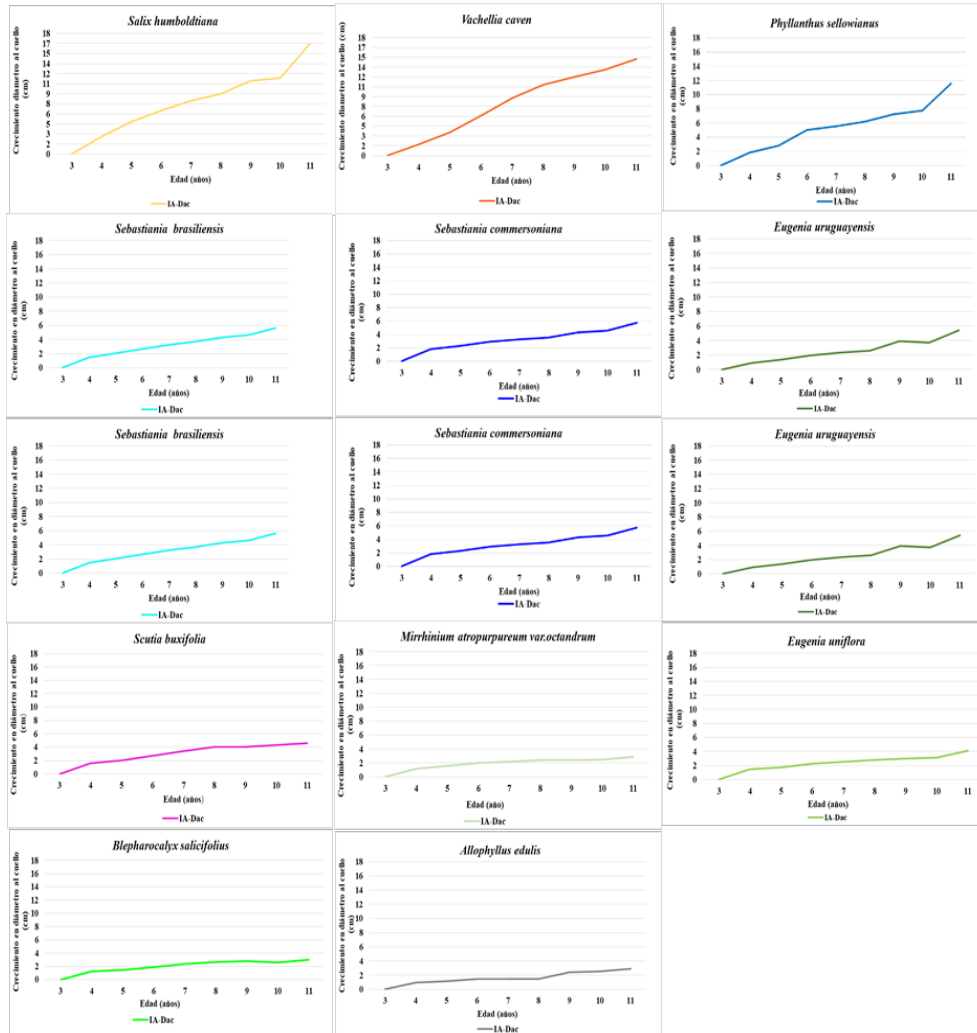 Salix humboldtiana
Crecimiento diametro al cuello
(cm)
18
17
15
14
12
11
9
8
6
5
3
2
0
3 4 5 6 7 8 9 10 11
Edad (años)
IA-Dac
Vachellia caven
Crecimiento diametro al cuello (cm)
18
17
15
14
12
11
9
8
6
5
3
2
0
3 4 5 6 7 8 9 10 11
Edad (años)
IA-Dac
Phyllanthus sellowianus
Crecimiento en diámetro al cuello
(cm)
18
16
14
12
10
8
6
4
2
0
3 4 5 6 7 8 9 10 11
Edad (años)
IA-Dac
Sebastiania brasiliensis
Crecimiento en diámetro al cuello
(cm)
18
16
14
12
10
8
6
4
2
0
3 4 5 6 7 8 9 10 11
Edad (años)
IA-Dac
Sebastiania commersoniana
Crecimiento en diámetro al cuello
(cm)
18
16
14
12
10
8
6
4
2
0
3 4 5 6 7 8 9 10 11
Edad (años)
IA-Dac
Eugenia uruguayensis
Crecimiento en diámetro al cuello
(cm)
18
16
14
12
10
8
6
4
2
0
3 4 5 6 7 8 9 10 11
Edad (años)
IA-Dac
Sebastiania brasiliensis
Crecimiento en diámetro al cuello
(cm)
18
16
14
12
10
8
6
4
2
0
3 4 5 6 7 8 9 10 11
Edad (años)
IA-Dac
Sebastiania commersoniana
Crecimiento en diámetro al cuello
(cm)
18
16
14
12
10
8
6
4
2
0
3 4 5 6 7 8 9 10 11
Edad (años)
IA-Dac
Eugenia uruguayensis
Crecimiento en diámetro al cuello
(cm)
18
16
14
12
10
8
6
4
2
0
3 4 5 6 7 8 9 10 11
Edad (años)
IA-Dac
Scutia buxifolia
Crecimiento en diámetro al cuello
(cm)
18
16
14
12
10
8
6
4
2
0
3 4 5 6 7 8 9 10 11
Edad (años)
IA-Dac
Mirrhinium atropurpureum var.octandrum
Crecimiento en diámetro al cuello
(cm)
18
16
14
12
10
8
6
4
2
0
3 4 5 6 7 8 9 10 11
Edad (año)
IA-Dac
Eugenia uniflora
Crecimiento en diámetro al cuello
(cm)
18
16
14
12
10
8
6
4
2
0
3 4 5 6 7 8 9 10 11
Edad (años)
IA-Dac
Blepharocalyx salicifolius
Crecimiento en diámetro al cuello
(cm)
18
16
14
12
10
8
6
4
2
0
3 4 5 6 7 8 9 10 11
Edad (años)
IA-Dac
Allophyllus edulis
Crecimiento en diámetro al cuello
(cm)
18
16
14
12
10
8
6
4
2
0
3 4 5 6 7 8 9 10 11
Edad (años)
IA-Dac